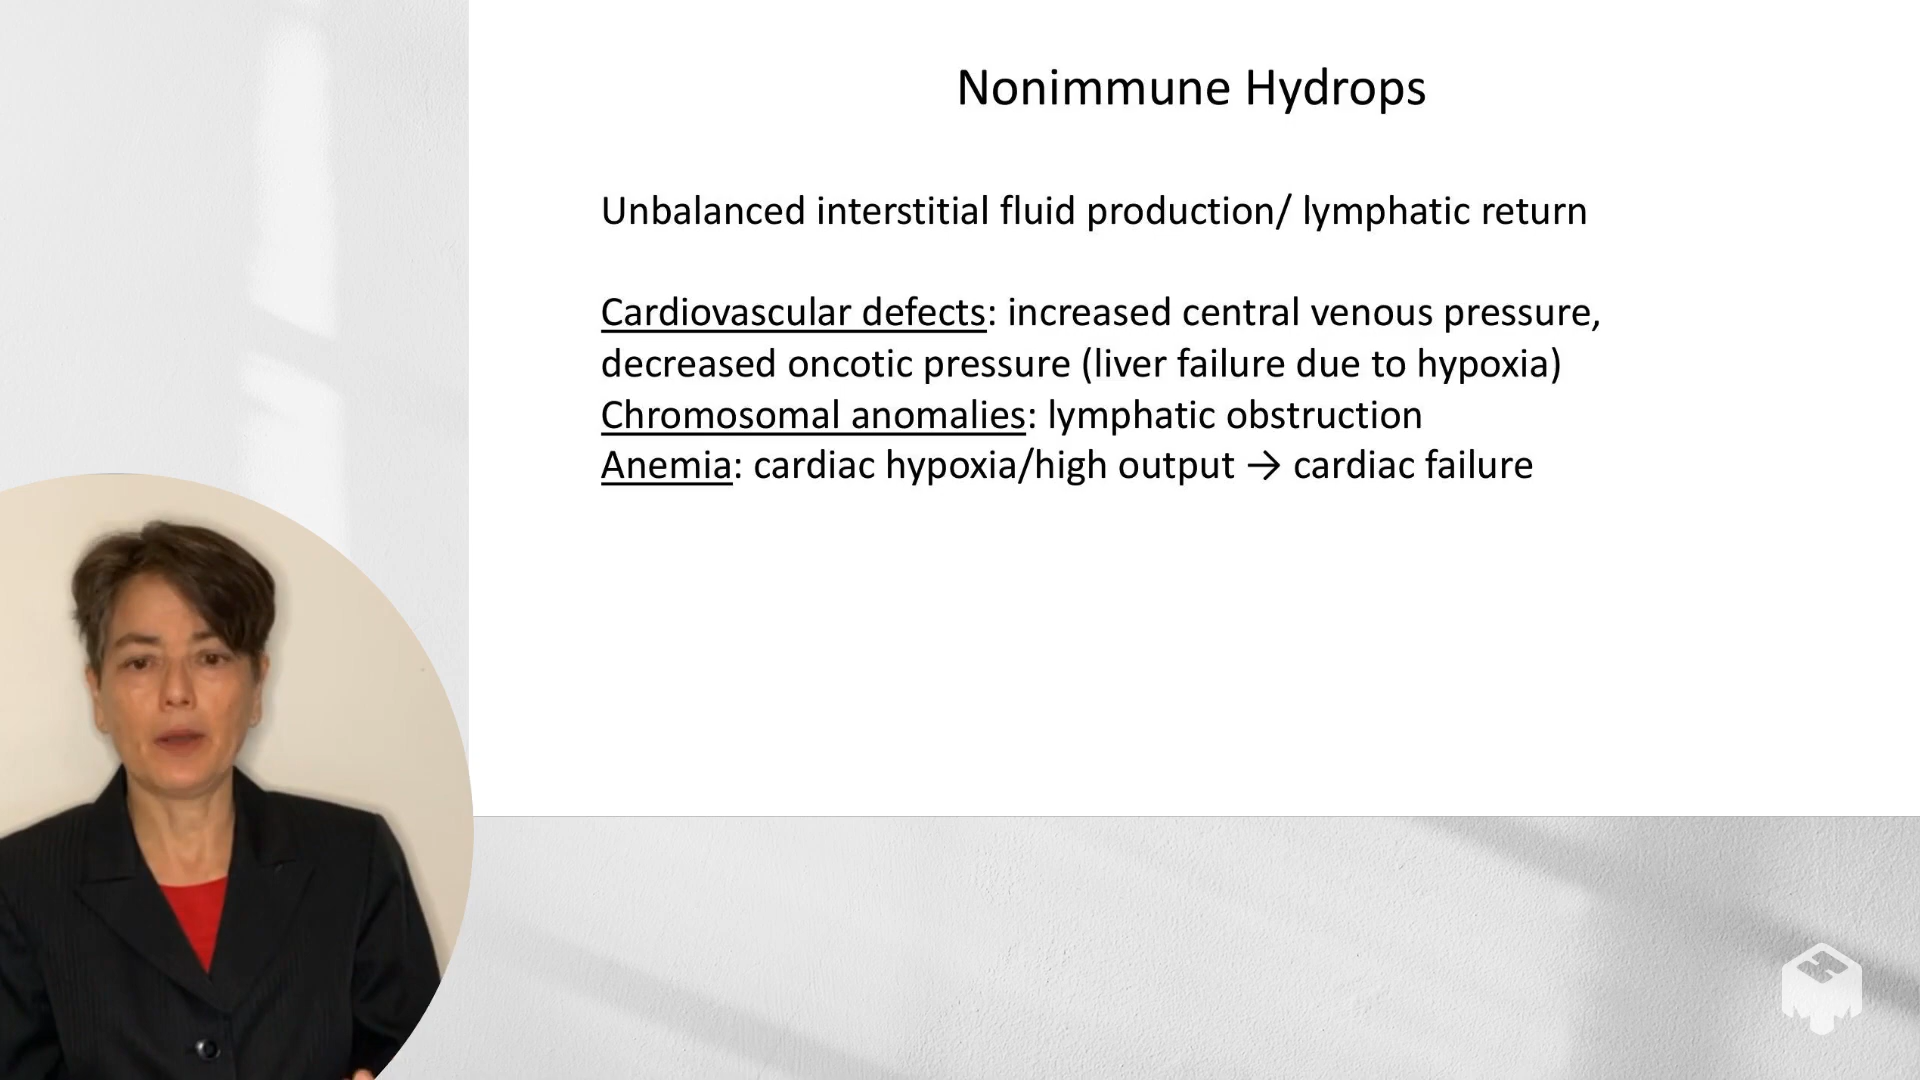 Nonimmune Hydrops
Unbalanced interstitial fluid production/ lymphatic return
Cardiovascular defects: increased central venous pressure,
decreased oncotic pressure (liver failure due to hypoxia)
Chromosomal anomalies: lymphatic obstruction
Anemia: cardiac hypoxia/high output → cardiac failure